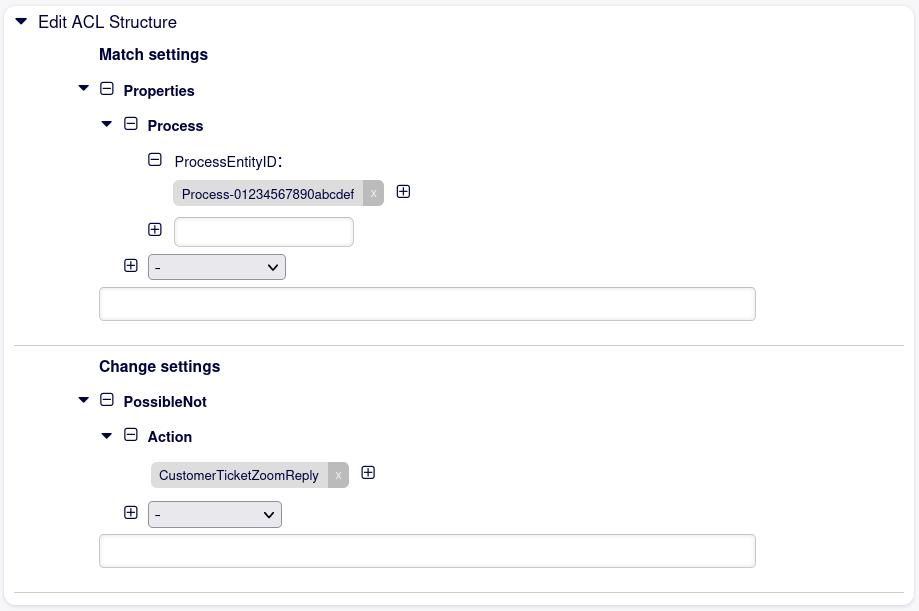 Edit ACL Structure
Match settings
Properties
Process
ProcessEntityID:
Process-01234567890abcdef x
-
Change settings
PossibleNot
Action
CustomerTicketZoomReply x
-